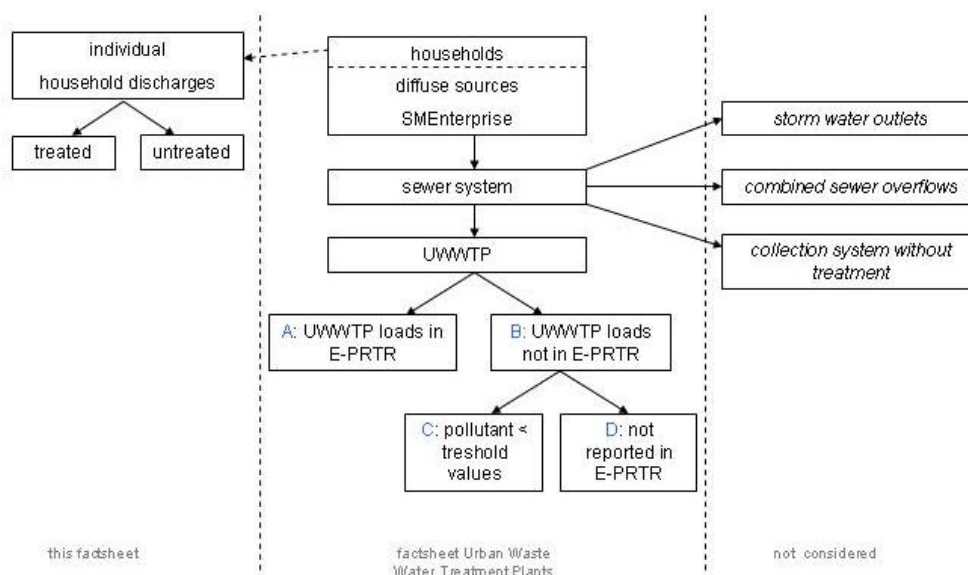 individual
household discharges
treated
untreated
households
diffuse sources
SMEnterprise
sewer system
UWWTP
A: UWWTP loads in
E-PRTR
B: UWWTP loads
not in E-PRTR
C: pollutant <
treshold
values
D: not
reported in
E-PRTR
storm water outlets
combined sewer overflows
collection system without
treatment
this factsheet
factsheet Urban Waste
Water Treatment Plants
not considered